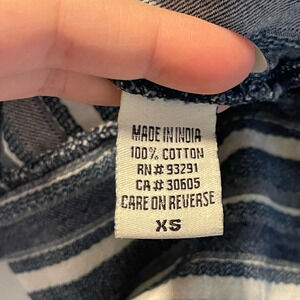 MADE IN INDIA
100% COTTON
RN# 93291
CA# 30605
CARE ON REVERSE
XS